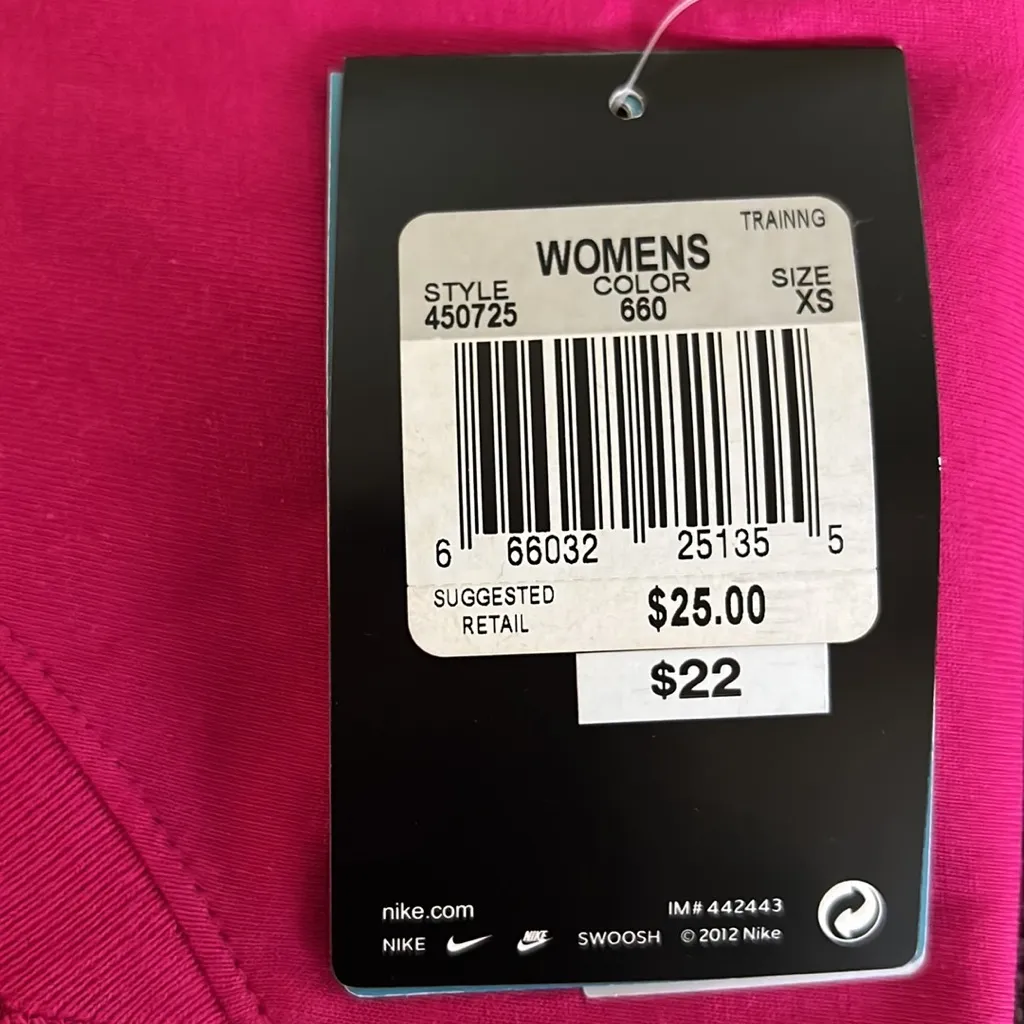 TRAINNG
WOMENS
STYLE COLOR SIZE
450725 660 XS
6 66032 25135 5
SUGGESTED RETAIL $25.00
$22
nike.com IM# 442443
NIKE NIKE SWOOSH © 2012 Nike